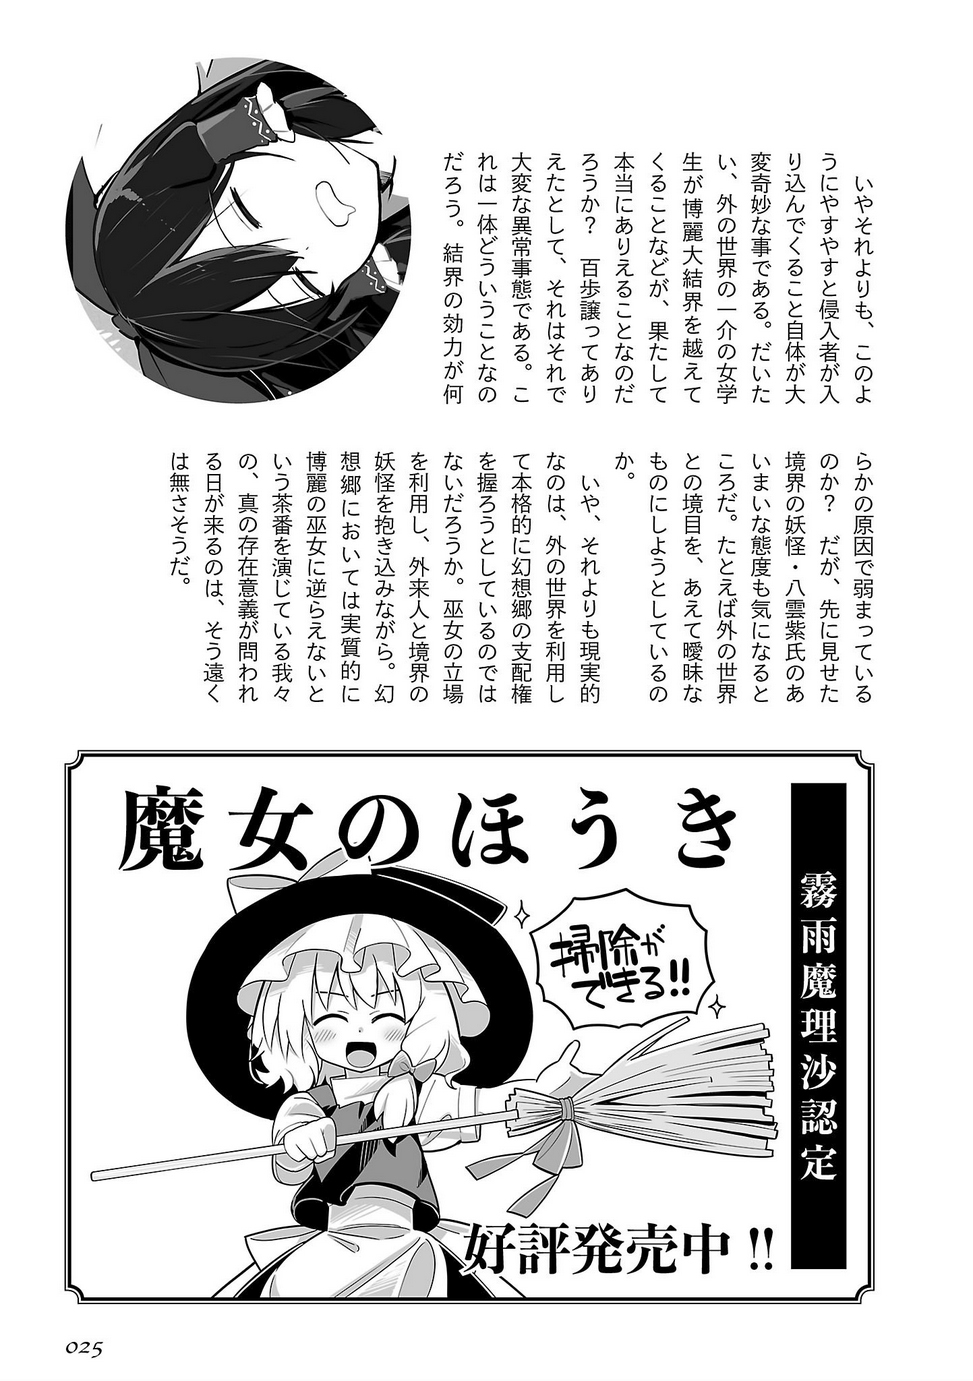 いやそれよりも、このよ
うにやすやすと侵入者が入
り込んでくること自体が大
変奇妙な事である。だいた
い、外の世界の一介の女学
生が博麗大結界を越えて
くることなどが、果たして
本当にありえることなのだ
ろうか？　百歩譲ってあり
えたとして、それはそれで
大変な異常事態である。こ
れは一体どういうことなの
だろう。結界の効力が何
らかの原因で弱まっている
のか？　だが、先に見せた
境界の妖怪・八雲紫氏のあ
いまいな態度も気になると
ころだ。たとえば外の世界
との境目を、あえて曖昧な
ものにしようとしているの
か。
いや、それよりも現実的
なのは、外の世界を利用し
て本格的に幻想郷の支配権
を握ろうとしているのでは
ないだろうか。巫女の立場
を利用し、外来人と境界の
妖怪を抱き込みながら。幻
想郷においては実質的に
博麗の巫女に逆らえないと
いう茶番を演じている我々
の、真の存在意義が問われ
る日が来るのは、そう遠く
は無さそうだ。
霧雨魔理沙認定
魔女のほうき
掃除が
できる!!
好評発売中!!
025